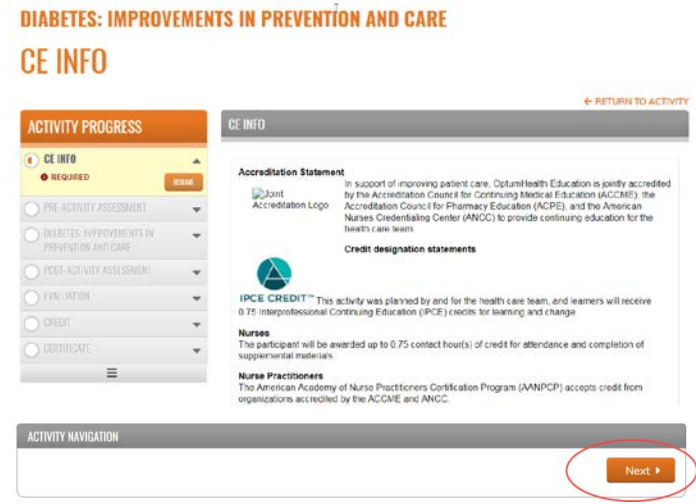 DIABETES: IMPROVEMENTS IN PREVENTION AND CARE
CE INFO
← RETURN TO ACTIVITY
ACTIVITY PROGRESS
CE INFO
REQUIRED
RESUME
PRE-ACTIVITY ASSESSMENT
DIABETES: IMPROVEMENTS IN
PREVENTION AND CARE
POST-ACTIVITY ASSESSMENT
EVALUATION
CREDIT
CERTIFICATE
CE INFO
Accreditation Statement
Joint
Accreditation Logo
In support of improving patient care, OptumHealth Education is jointly accredited
by the Accreditation Council for Continuing Medical Education (ACCME), the
Accreditation Council for Pharmacy Education (ACPE), and the American
Nurses Credentialing Center (ANCC) to provide continuing education for the
health care team
Credit designation statements
IPCE CREDIT™ This activity was planned by and for the health care team, and learners will receive
0.75 Interprofessional Continuing Education (IPCE) credits for learning and change
Nurses
The participant will be awarded up to 0.75 contact hour(s) of credit for attendance and completion of
supplemental materials
Nurse Practitioners
The American Academy of Nurse Practitioners Certification Program (AANPCP) accepts credit from
organizations accredited by the ACCME and ANCC.
ACTIVITY NAVIGATION
Next